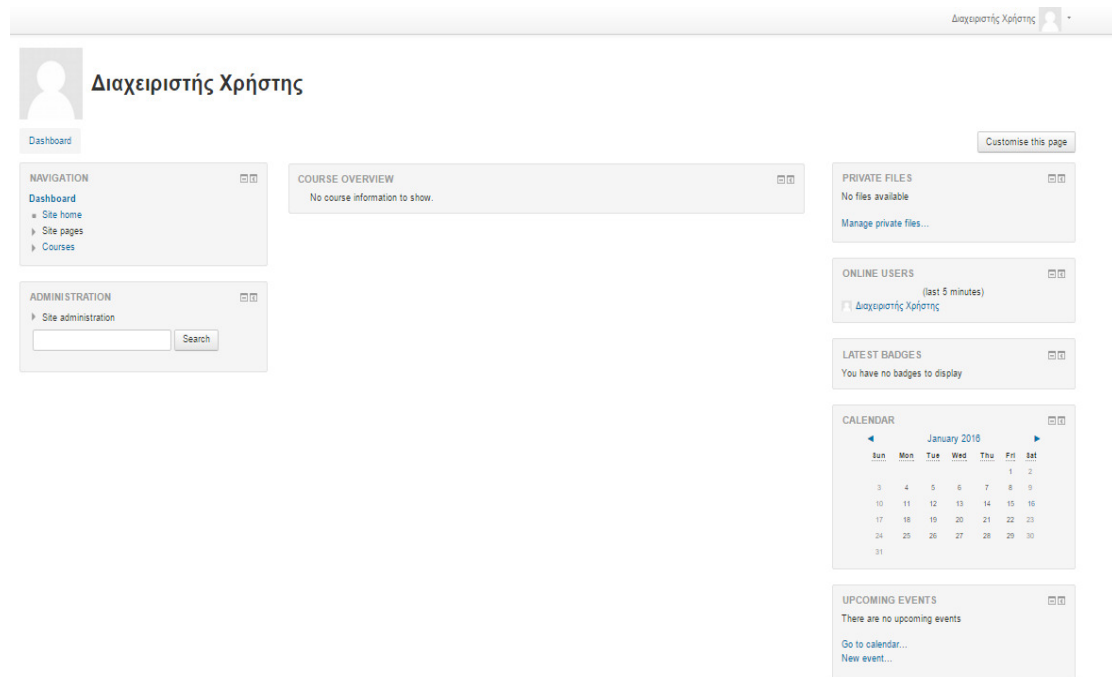 Διαχειριστής Χρήστης
Διαχειριστής Χρήστης
Dashboard
Customise this page
NAVIGATION
Dashboard
Site home
Site pages
Courses
ADMINISTRATION
Site administration
Search
COURSE OVERVIEW
No course information to show.
PRIVATE FILES
No files available
Manage private files...
ONLINE USERS
(last 5 minutes)
Διαχειριστής Χρήστης
LATEST BADGES
You have no badges to display
CALENDAR
◄ January 2016 ►
Sun Mon Tue Wed Thu Fri Sat
1 2
3 4 5 6 7 8 9
10 11 12 13 14 15 16
17 18 19 20 21 22 23
24 25 26 27 28 29 30
31
UPCOMING EVENTS
There are no upcoming events
Go to calendar...
New event...